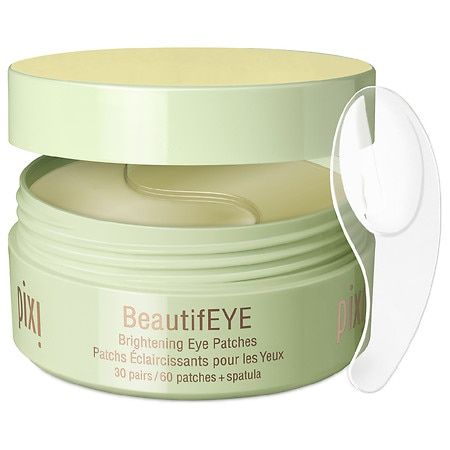 pixi
BeautifEYE
Brightening Eye Patches
Patchs Éclaircissants pour les Yeux
30 pairs/60 patches+spatula
pixi